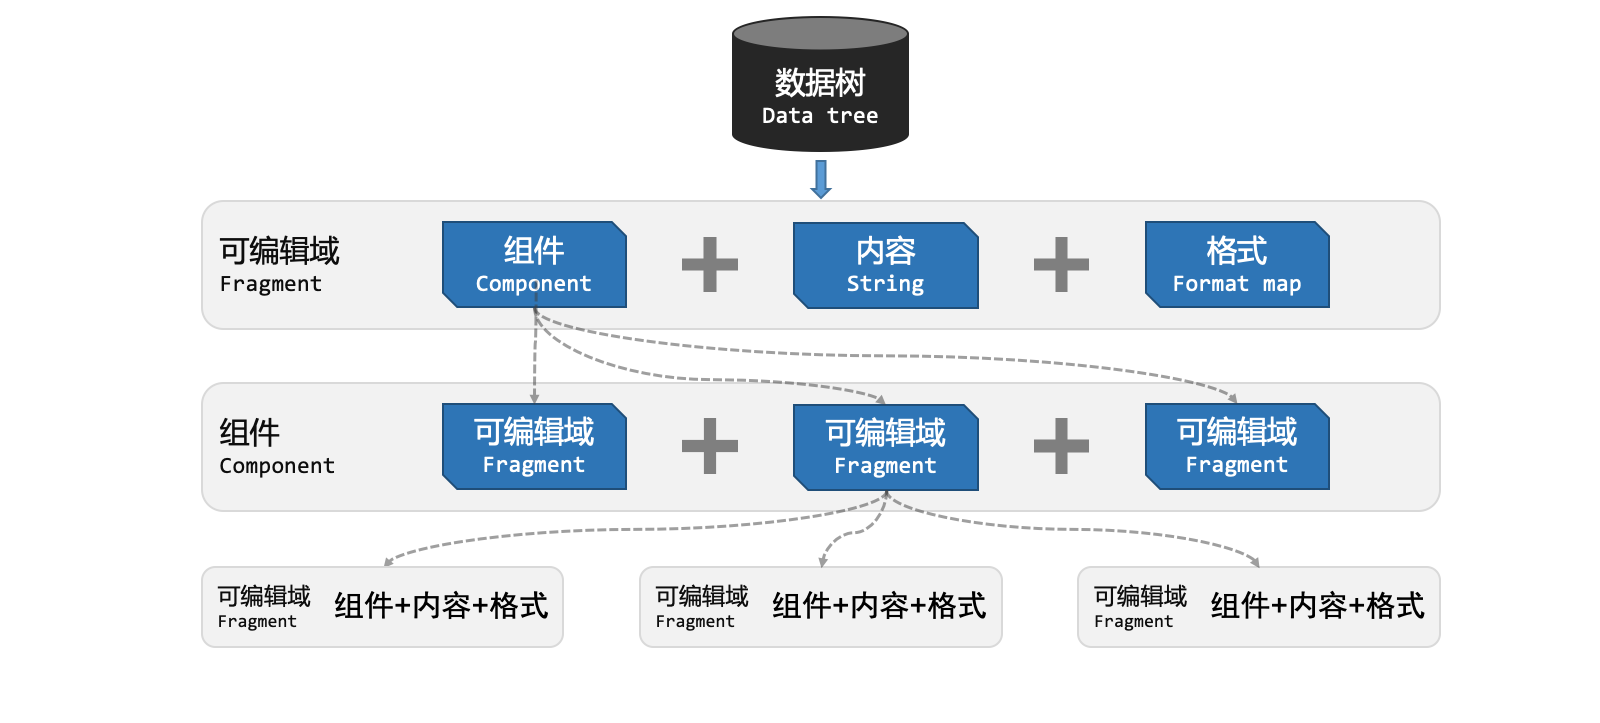 数据树
Data tree
可编辑域
Fragment
组件
Component
内容
String
格式
Format map
组件
Component
可编辑域
Fragment
可编辑域
Fragment
可编辑域
Fragment
可编辑域
Fragment
组件+内容+格式
可编辑域
Fragment
组件+内容+格式
可编辑域
Fragment
组件+内容+格式